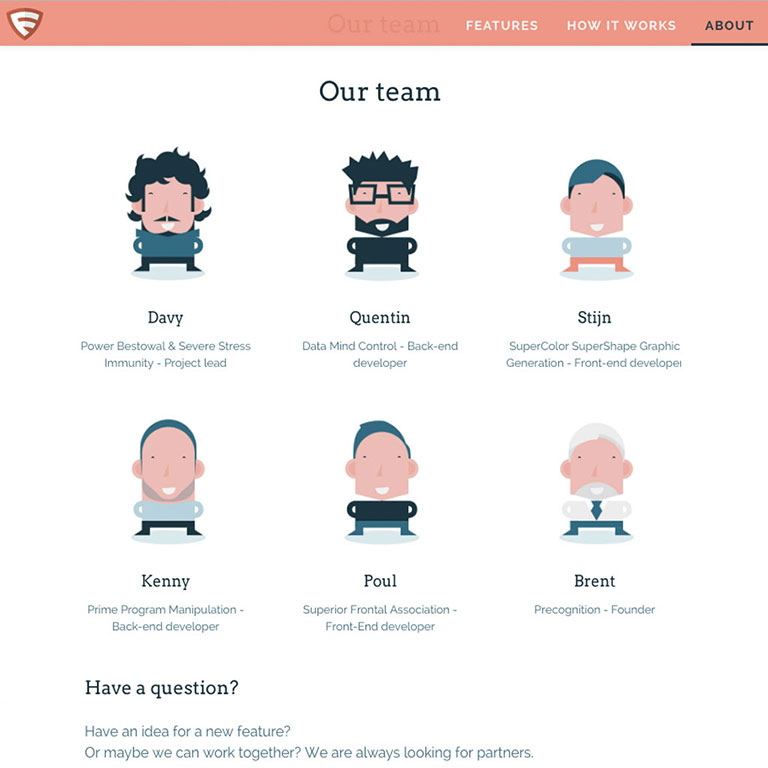 Our team
FEATURES
HOW IT WORKS
ABOUT
Our team
Davy
Quentin
Stijn
Power Bestowal & Severe Stress
Immunity - Project lead
Data Mind Control - Back-end
developer
SuperColor SuperShape Graphic
Generation - Front-end developer
Kenny
Poul
Brent
Prime Program Manipulation -
Back-end developer
Superior Frontal Association -
Front-End developer
Precognition - Founder
Have a question?
Have an idea for a new feature?
Or maybe we can work together? We are always looking for partners.